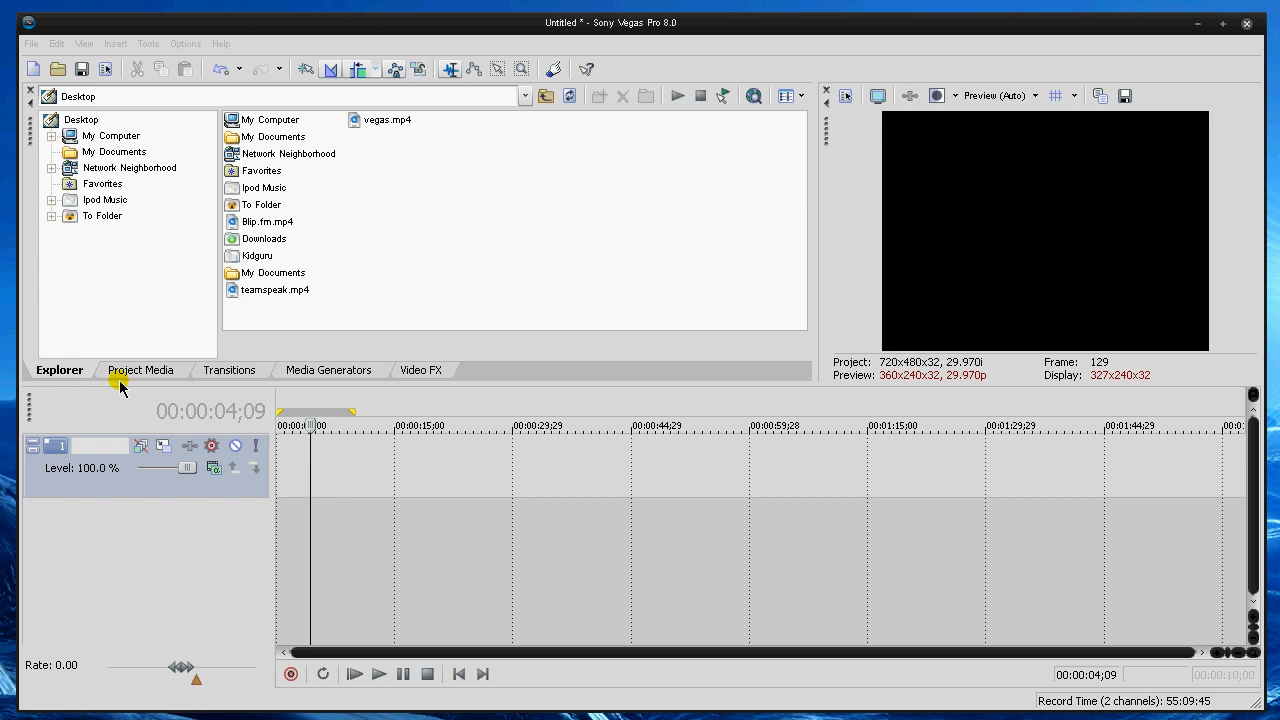 Untitled * - Sony Vegas Pro 8.0
File Edit View Insert Tools Options Help
Desktop
Preview (Auto)
Desktop
My Computer
My Documents
Network Neighborhood
Favorites
Ipod Music
To Folder
My Computer
My Documents
Network Neighborhood
Favorites
Ipod Music
To Folder
Blip.fm.mp4
Downloads
Kidguru
My Documents
teamspeak.mp4
vegas.mp4
Project: 720x480x32, 29.970i
Frame: 129
Preview: 360x240x32, 29.970p
Display: 327x240x32
Explorer Project Media Transitions Media Generators Video FX
00:00:04;09
00:00:15;00 00:00:29;29 00:00:44;29 00:00:59;28 00:01:15;00 00:01:29;29 00:01:44;29
1
Level: 100.0 %
Rate: 0.00
00:00:04;09
00:00:10;00
Record Time (2 channels): 55:09:45